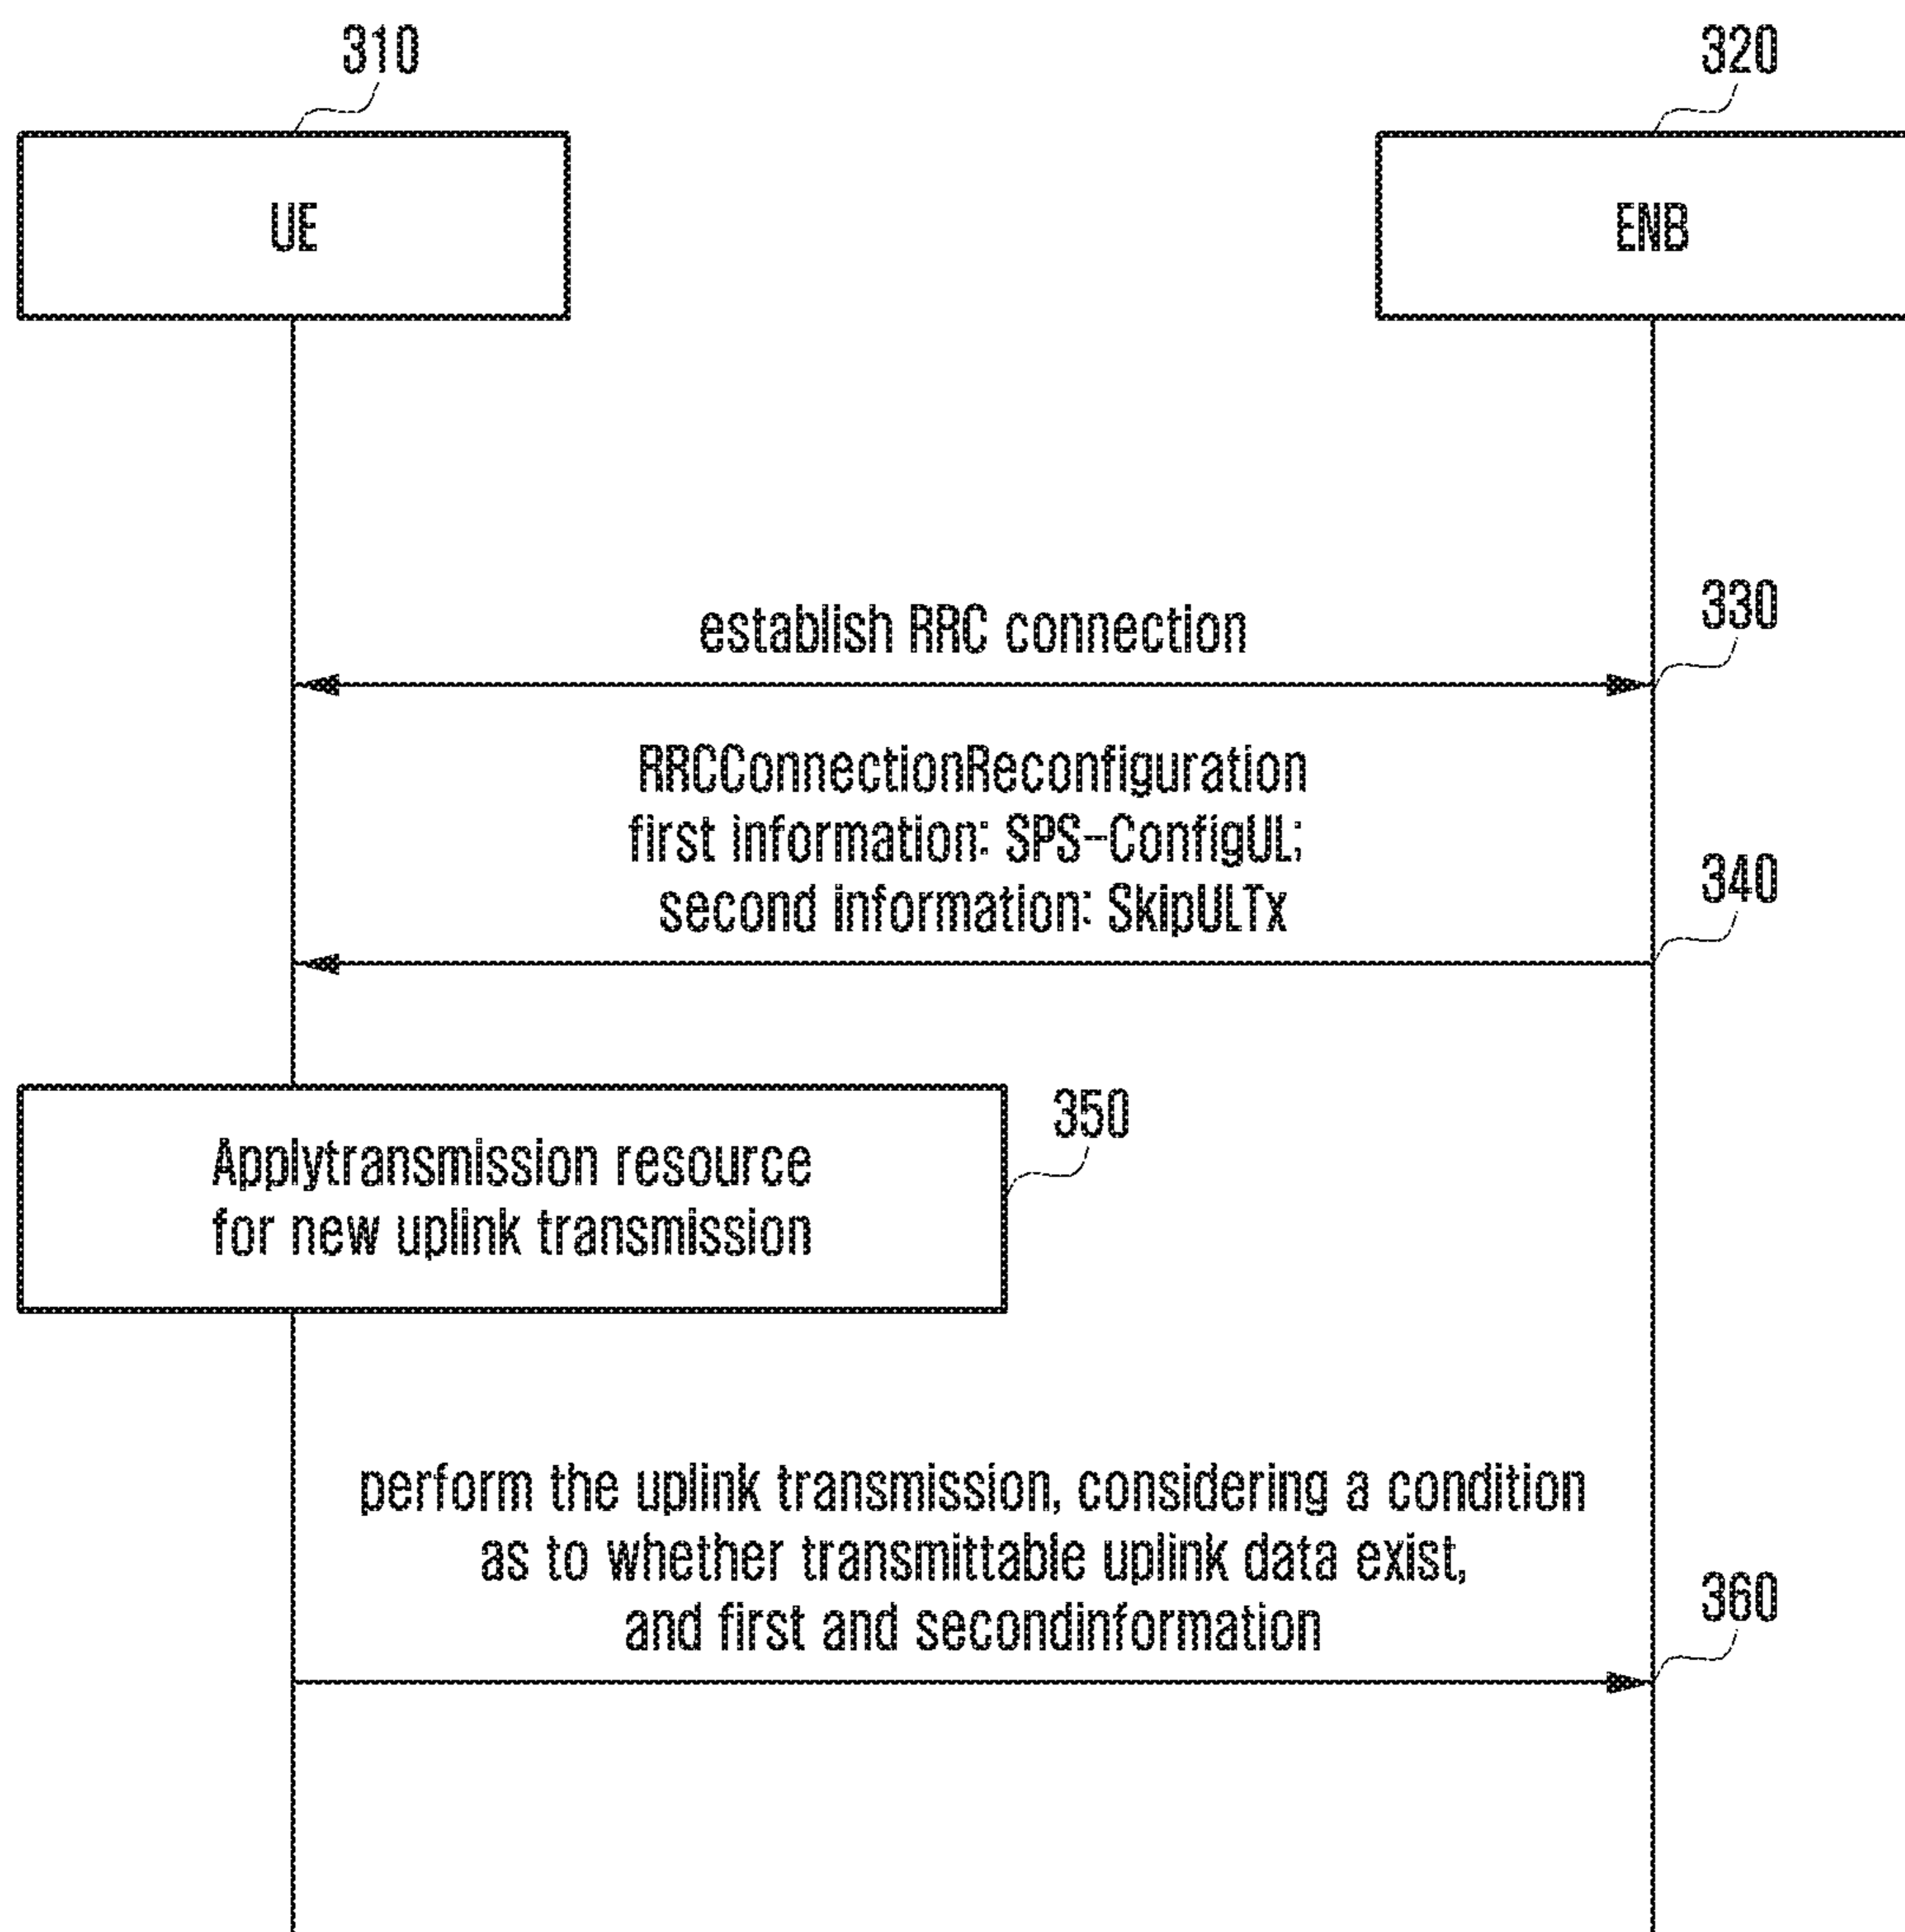 310
320
UE
ENB
330
establish RRC connection
RRCConnectionReconfiguration
first information: SPS-ConfigUL;
second information: SkipULTx
340
350
Applytransmission resource
for new uplink transmission
perform the uplink transmission, considering a condition
as to whether transmittable uplink data exist,
and first and secondinformation
360